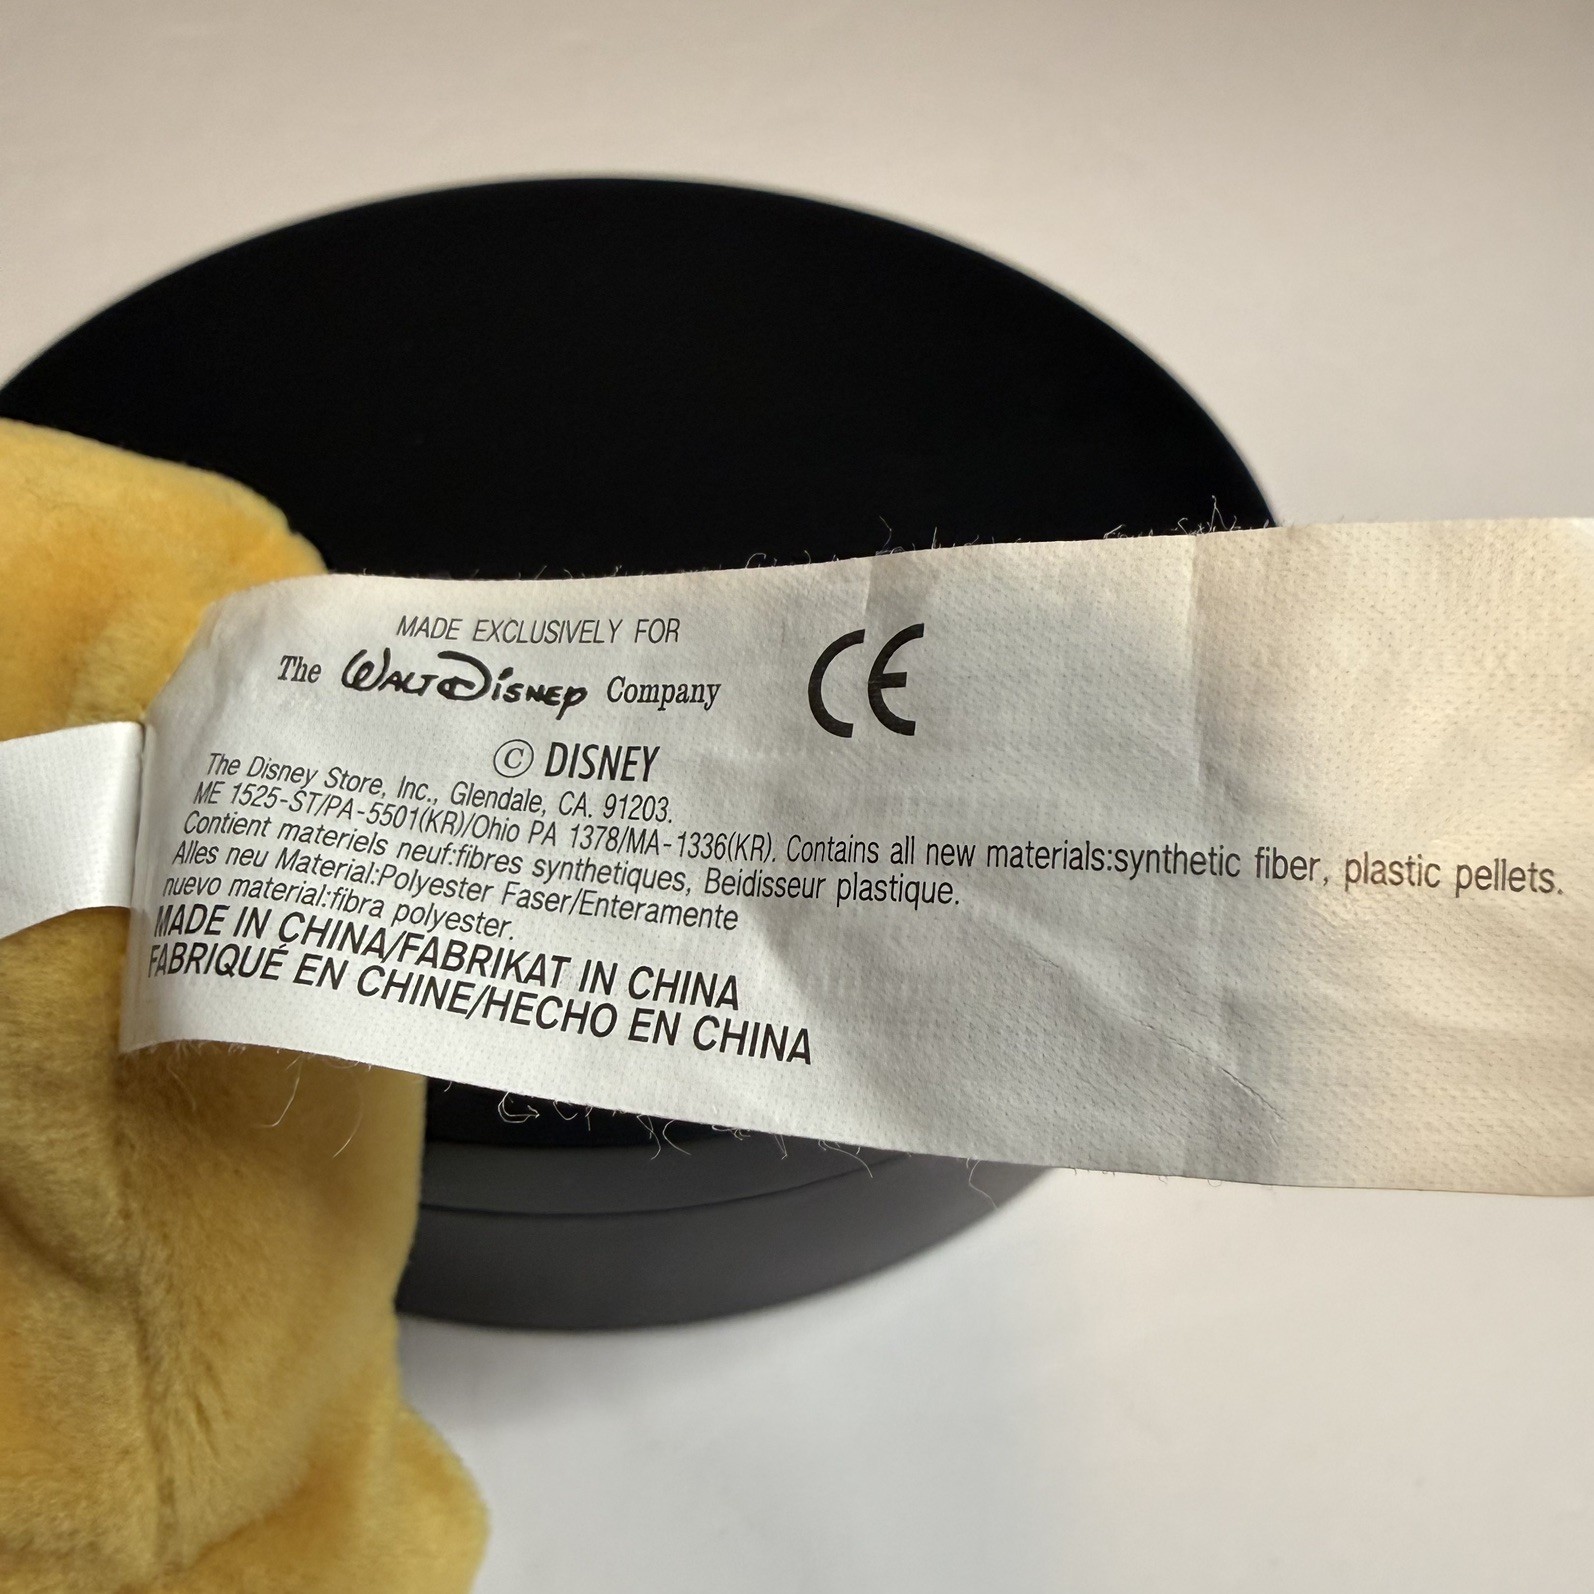 MADE EXCLUSIVELY FOR
The WALT DISNEY Company
CE
© DISNEY
The Disney Store, Inc., Glendale, CA. 91203.
ME 1525-ST/PA-5501(KR)/Ohio PA 1378/MA-1336(KR). Contains all new materials:synthetic fiber, plastic pellets.
Contient materiels neuf:fibres synthetiques, Beidisseur plastique.
Alles neu Material:Polyester Faser/Enteramente
nuevo material:fibra polyester.
MADE IN CHINA/FABRIKAT IN CHINA
FABRIQUÉ EN CHINE/HECHO EN CHINA